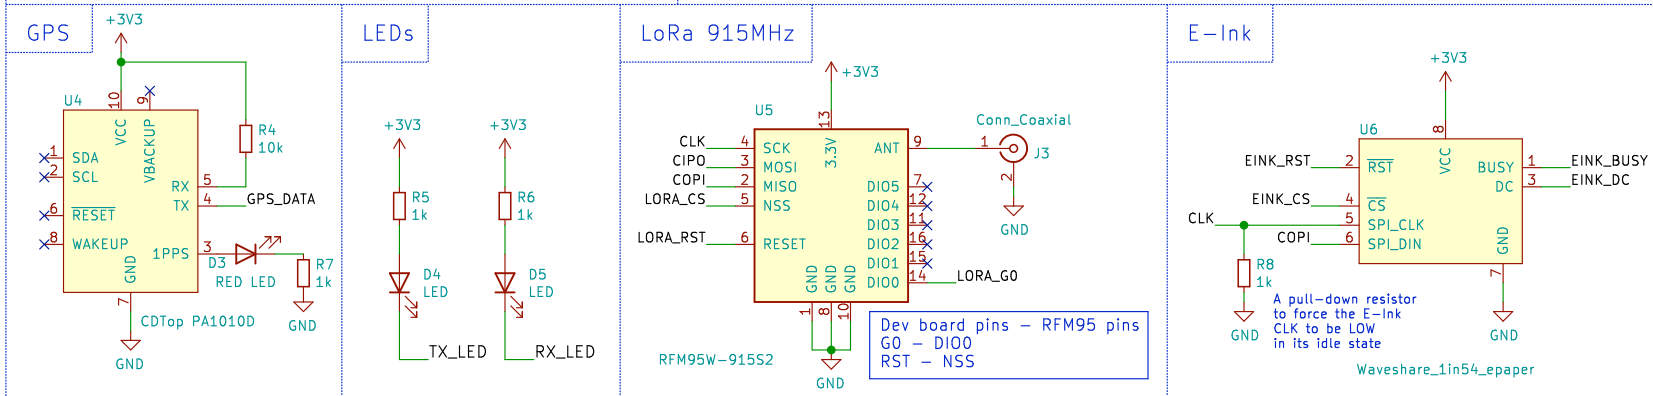 GPS
+3V3
U4
10
9
VCC
VBACKUP
1
SDA
2
SCL
6
RESET
8
WAKEUP
RX
5
TX
4
GPS_DATA
1PPS
3
GND
7
R4
10k
D3
RED LED
R7
1k
GND
CDTop PA1010D
GND
LEDs
+3V3
+3V3
R5
1k
R6
1k
D4
LED
D5
LED
TX_LED
RX_LED
LoRa 915MHz
+3V3
U5
13
3.3V
CLK
4
SCK
CIPO
3
MOSI
COPI
2
MISO
LORA_CS
5
NSS
LORA_RST
6
RESET
ANT
9
DIO5
7
DIO4
12
DIO3
11
DIO2
16
DIO1
15
DIO0
14
LORA_G0
GND
GND
GND
1
8
10
Conn_Coaxial
1
J3
2
GND
RFM95W-915S2
GND
Dev board pins - RFM95 pins
G0 - DIO0
RST - NSS
E-Ink
+3V3
U6
8
VCC
EINK_RST
2
RST
EINK_CS
4
CS
CLK
5
SPI_CLK
COPI
6
SPI_DIN
BUSY
1
EINK_BUSY
DC
3
EINK_DC
GND
7
R8
1k
GND
A pull-down resistor
to force the E-Ink
CLK to be LOW
in its idle state
GND
Waveshare_1in54_epaper